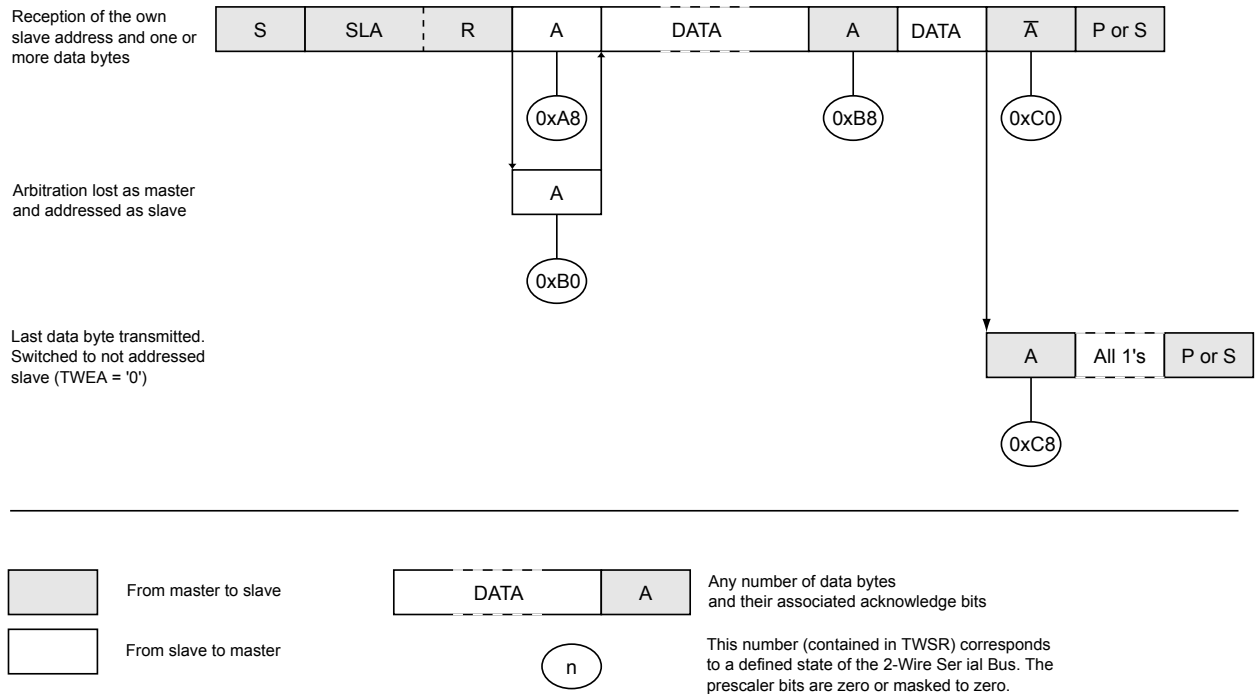 Reception of the own
slave address and one or
more data bytes
S SLA R A DATA A DATA A̅ P or S
0xA8 0xB8 0xC0
Arbitration lost as master
and addressed as slave
A
0xB0
Last data byte transmitted.
Switched to not addressed
slave (TWEA = '0')
A All 1's P or S
0xC8
From master to slave
DATA A
Any number of data bytes
and their associated acknowledge bits
From slave to master
n
This number (contained in TWSR) corresponds
to a defined state of the 2-Wire Ser ial Bus. The
prescaler bits are zero or masked to zero.